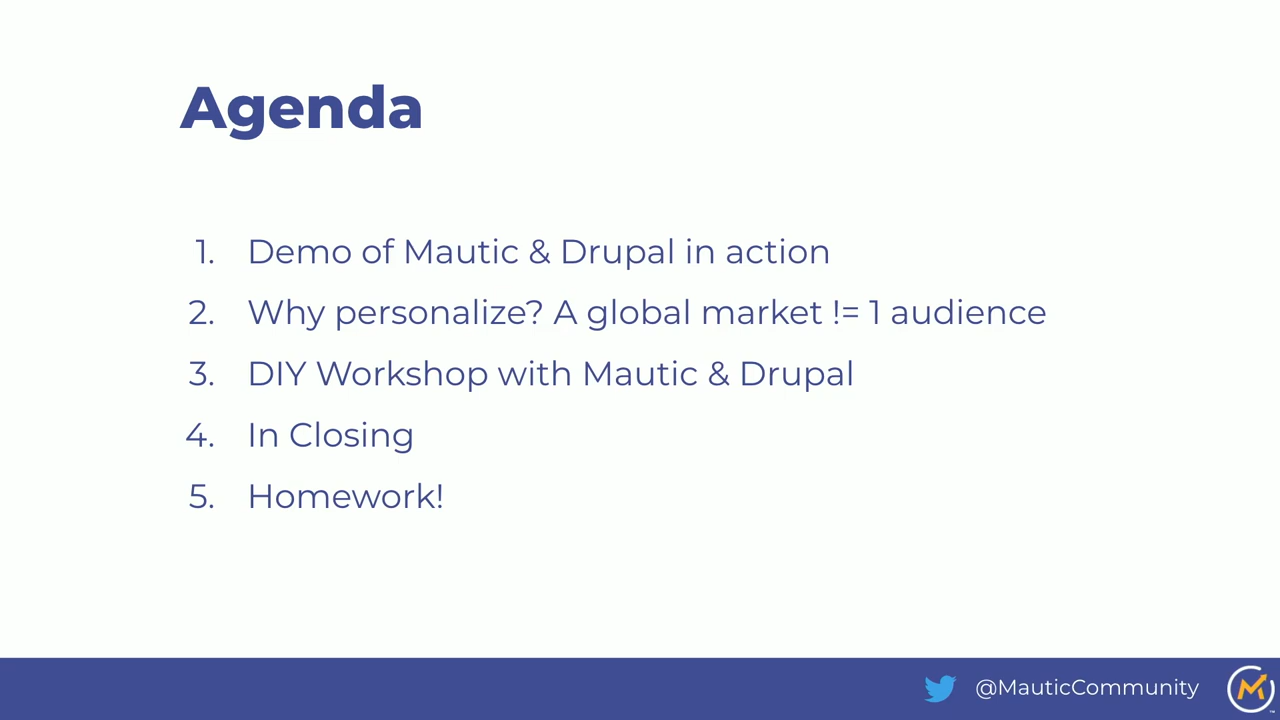 Agenda
1. Demo of Mautic & Drupal in action
2. Why personalize? A global market != 1 audience
3. DIY Workshop with Mautic & Drupal
4. In Closing
5. Homework!
@MauticCommunity